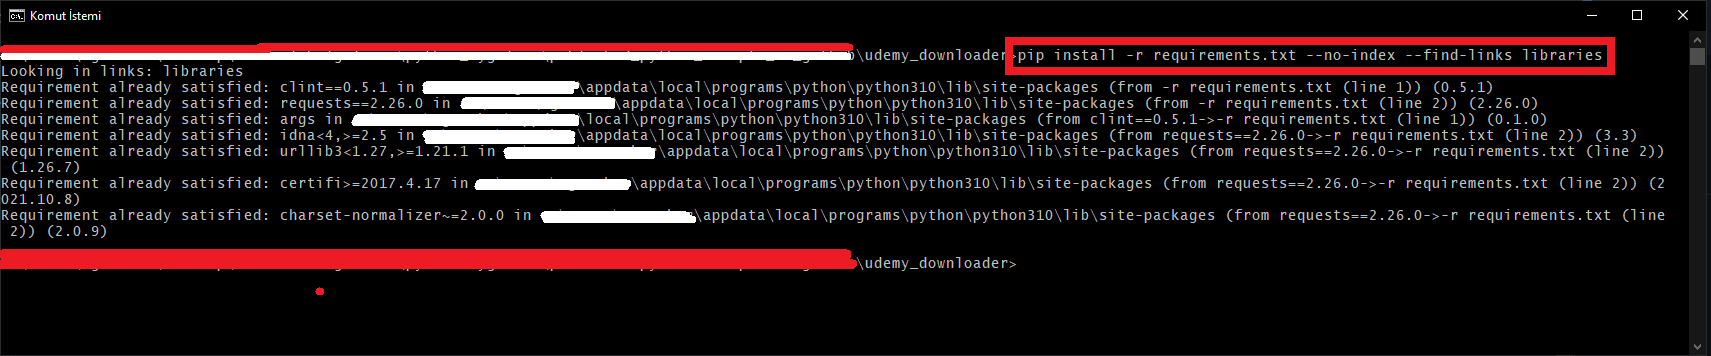 Komut İstemi
\udemy_downloader>pip install -r requirements.txt --no-index --find-links libraries
Looking in links: libraries
Requirement already satisfied: clint==0.5.1 in \appdata\local\programs\python\python310\lib\site-packages (from -r requirements.txt (line 1)) (0.5.1)
Requirement already satisfied: requests==2.26.0 in \appdata\local\programs\python\python310\lib\site-packages (from -r requirements.txt (line 2)) (2.26.0)
Requirement already satisfied: args in \local\programs\python\python310\lib\site-packages (from clint==0.5.1->-r requirements.txt (line 1)) (0.1.0)
Requirement already satisfied: idna<4,>=2.5 in \appdata\local\programs\python\python310\lib\site-packages (from requests==2.26.0->-r requirements.txt (line 2)) (3.3)
Requirement already satisfied: urllib3<1.27,>=1.21.1 in \appdata\local\programs\python\python310\lib\site-packages (from requests==2.26.0->-r requirements.txt (line 2))
(1.26.7)
Requirement already satisfied: certifi>=2017.4.17 in \appdata\local\programs\python\python310\lib\site-packages (from requests==2.26.0->-r requirements.txt (line 2)) (2
021.10.8)
Requirement already satisfied: charset-normalizer~=2.0.0 in \appdata\local\programs\python\python310\lib\site-packages (from requests==2.26.0->-r requirements.txt (line
2)) (2.0.9)
\udemy_downloader>